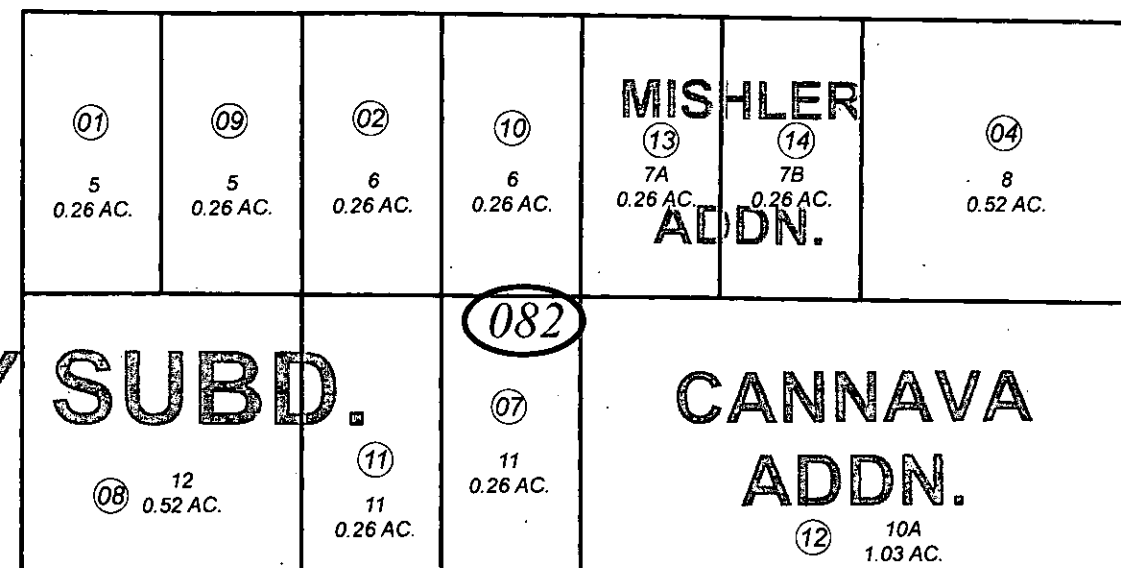 01
5
0.26 AC.
09
5
0.26 AC.
02
6
0.26 AC.
10
6
0.26 AC.
MISHLER
ADDN.
13
7A
0.26 AC.
14
7B
0.26 AC.
04
8
0.52 AC.
082
Y SUBD.
08
12
0.52 AC.
11
11
0.26 AC.
07
11
0.26 AC.
CANNAVA
ADDN.
12
10A
1.03 AC.